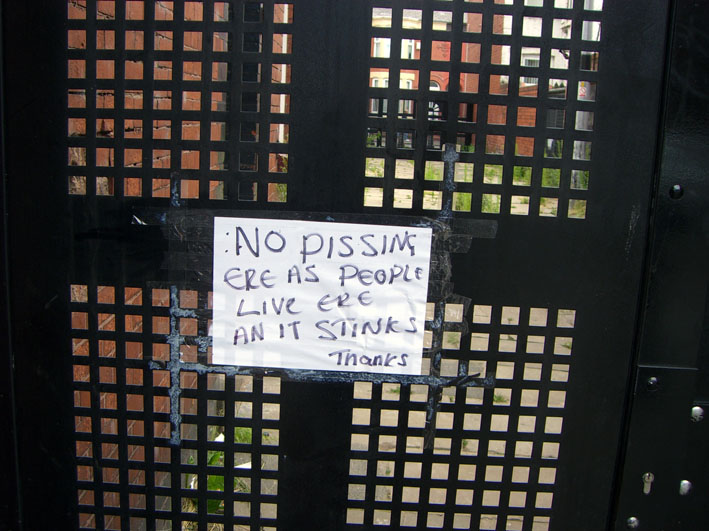 :NO PISSING
ERE AS PEOPLE
LIVE ERE
AN IT STINKS
Thanks